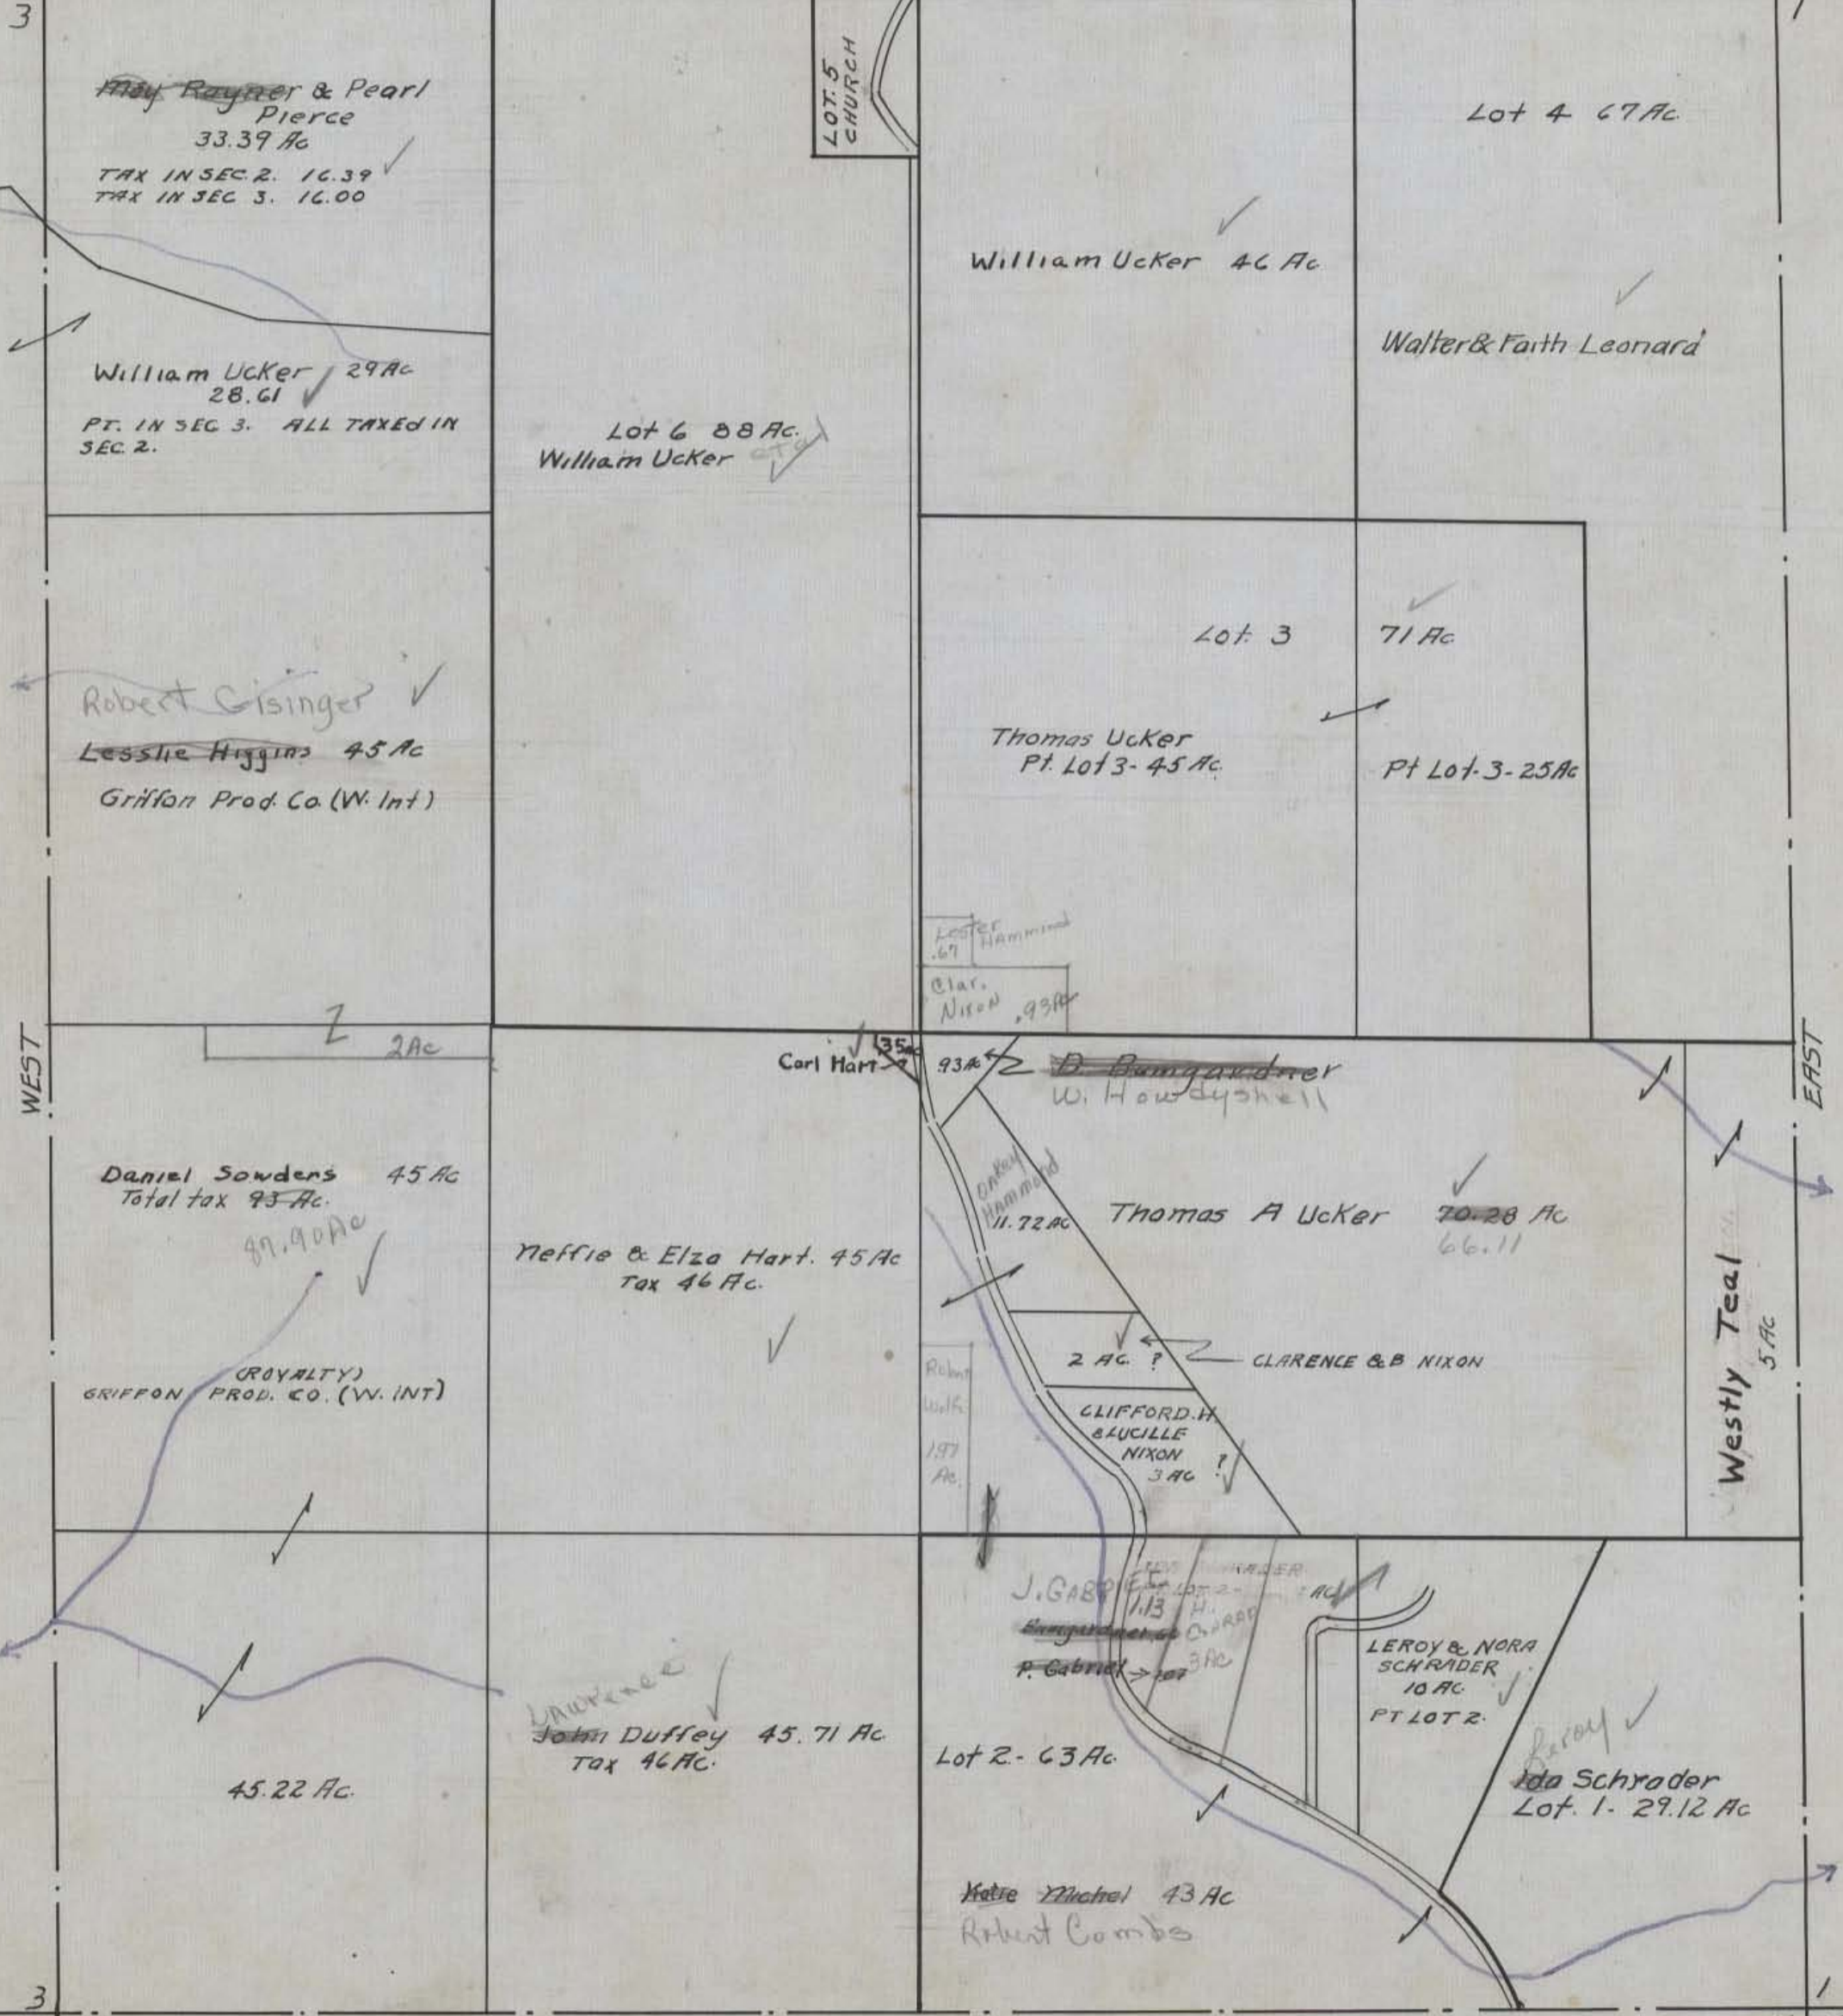 3
1
May Rayner & Pearl
Pierce
33.39 Ac
TAX IN SEC. 2. 16.39
TAX IN SEC 3. 16.00
William Ucker 29 Ac
28.61
PT. IN SEC 3. ALL TAXED IN
SEC. 2.
LOT. 5
CHURCH
Lot 6 88 Ac.
William Ucker etal
William Ucker 46 Ac
Lot 4 67 Ac.
Walter & Faith Leonard
Robert Gisinger
Lesslie Higgins 45 Ac
Griffon Prod. Co. (W. Int)
Lot. 3 71 Ac.
Thomas Ucker
Pt. Lot 3 - 45 Ac.
Pt Lot. 3 - 25 Ac
Lester Hammond
.67
Clar.
Nixon .93 Ac
WEST
EAST
2 Ac
Carl Hart
.35 Ac
93 Ac
D. Bumgardner
W. Howdyshell
Daniel Sowders 45 Ac
Total tax 93 Ac.
87.90 Ac
(ROYALTY)
GRIFFON PROD. CO. (W. INT)
Neffie & Elza Hart. 45 Ac
Tax 46 Ac.
Hammond
11.72 Ac
Thomas A Ucker 70.28 Ac
66.11
2 AC. ?
CLARENCE & B NIXON
CLIFFORD. H
& LUCILLE
NIXON
3 AC ?
Westly Teal
5 Ac
Robert
1.97
Ac.
J. GABRIEL
1.13
Bumgardner
P. Gabriel
H.
CONRAD
3 Ac
AC
LEROY & NORA
SCHRADER
10 AC.
PT LOT 2.
Leroy
Ida Schrader
Lot. 1 - 29.12 Ac
45.22 Ac.
Lawrence
John Duffey 45.71 Ac
Tax 46 Ac.
Lot 2 - 63 Ac.
Katie Michel 43 Ac
Robert Combs
3
1